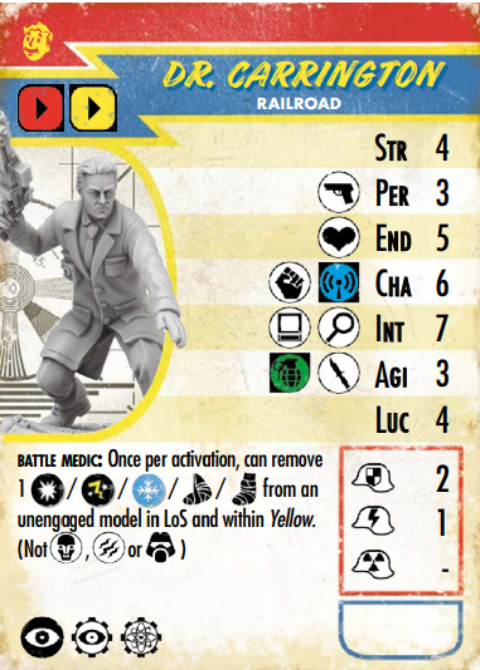 DR. CARRINGTON
RAILROAD
STR 4
PER 3
END 5
CHA 6
INT 7
AGI 3
LUC 4
BATTLE MEDIC: Once per activation, can remove
1 / / / / from an
unengaged model in LoS and within Yellow.
(Not , or )
2
1
-